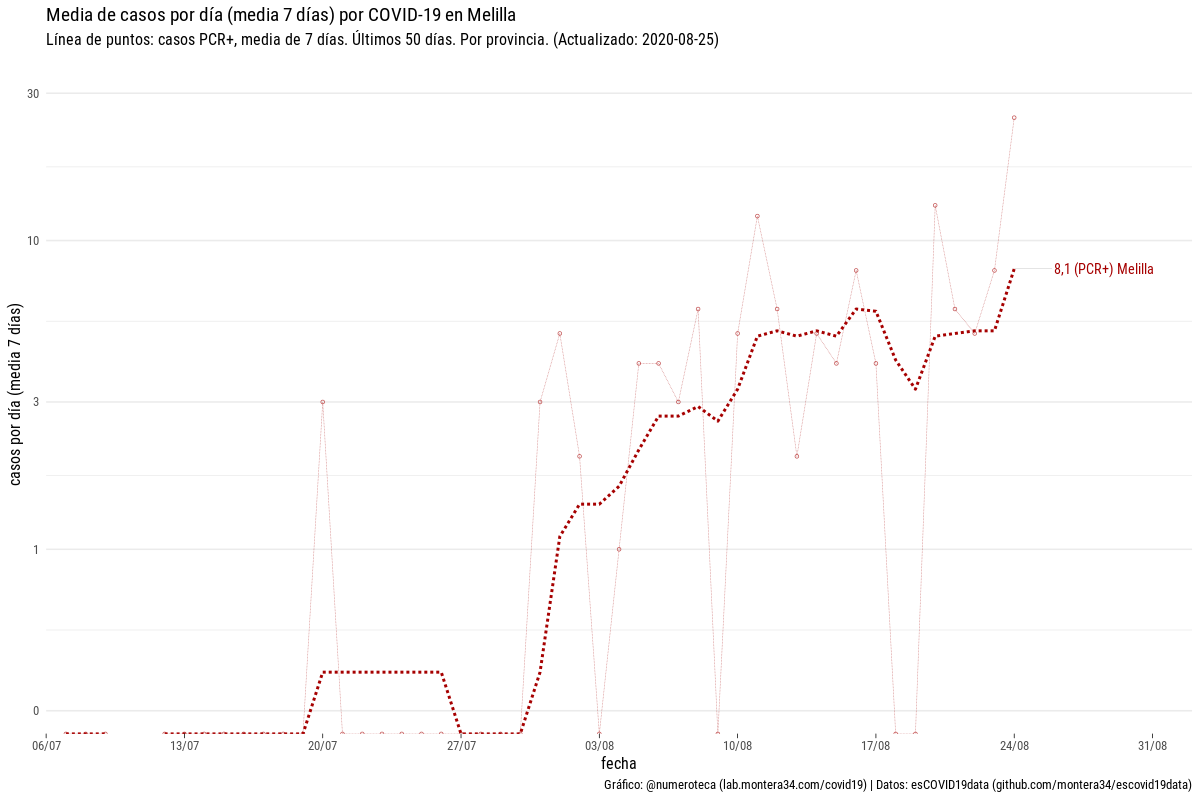 Media de casos por día (media 7 días) por COVID-19 en Melilla
Línea de puntos: casos PCR+, media de 7 días. Últimos 50 días. Por provincia. (Actualizado: 2020-08-25)
casos por día (media 7 días)
30
10
3
1
0
8,1 (PCR+) Melilla
06/07
13/07
20/07
27/07
03/08
10/08
17/08
24/08
31/08
fecha
Gráfico: @numeroteca (lab.montera34.com/covid19) | Datos: esCOVID19data (github.com/montera34/escovid19data)